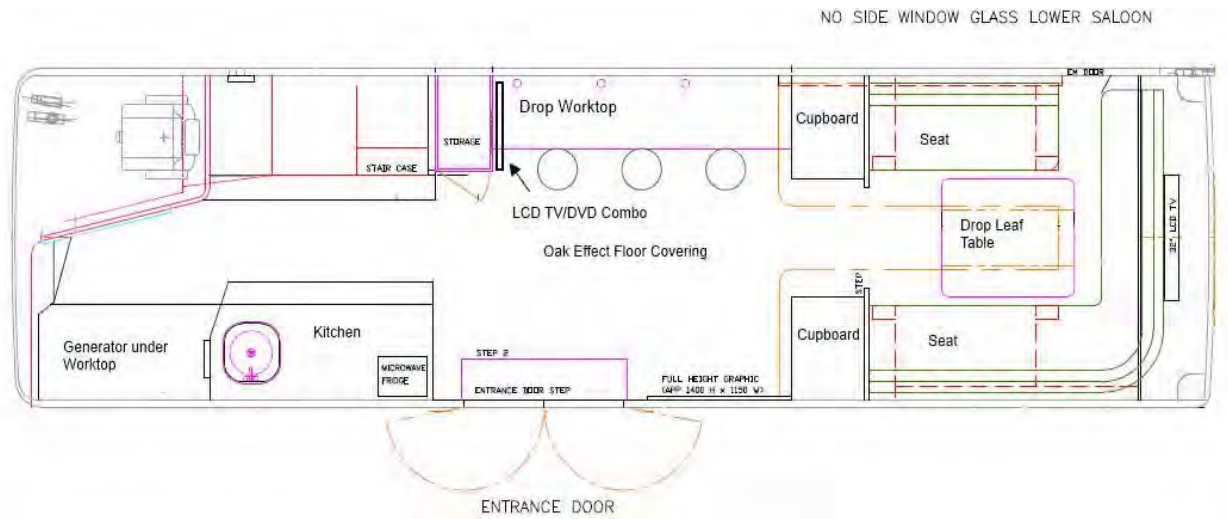 NO SIDE WINDOW GLASS LOWER SALOON
EM DOOR
Drop Worktop
Cupboard
Seat
STORAGE
STAIR CASE
LCD TV/DVD Combo
Drop Leaf
Table
32" LCD TV
Oak Effect Floor Covering
STEP
Generator under
Worktop
Kitchen
Cupboard
Seat
MICROWAVE
FRIDGE
STEP 2
ENTRANCE DOOR STEP
FULL HEIGHT GRAPHIC
(APP 1400 H x 1150 W)
ENTRANCE DOOR